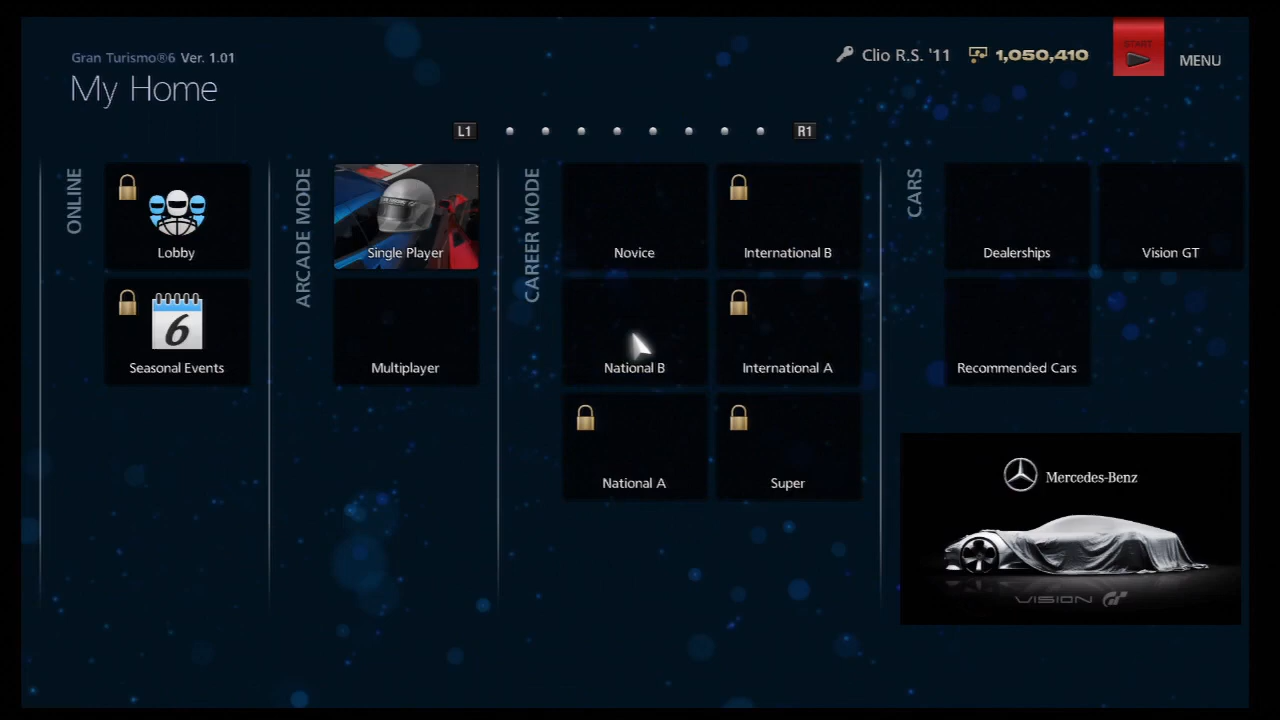 Gran Turismo®6 Ver. 1.01
My Home
Clio R.S. '11
1,050,410
START
MENU
L1
R1
ONLINE
Lobby
6
Seasonal Events
ARCADE MODE
Single Player
Multiplayer
CAREER MODE
Novice
International B
National B
International A
National A
Super
CARS
Dealerships
Vision GT
Recommended Cars
Mercedes-Benz
VISION GT